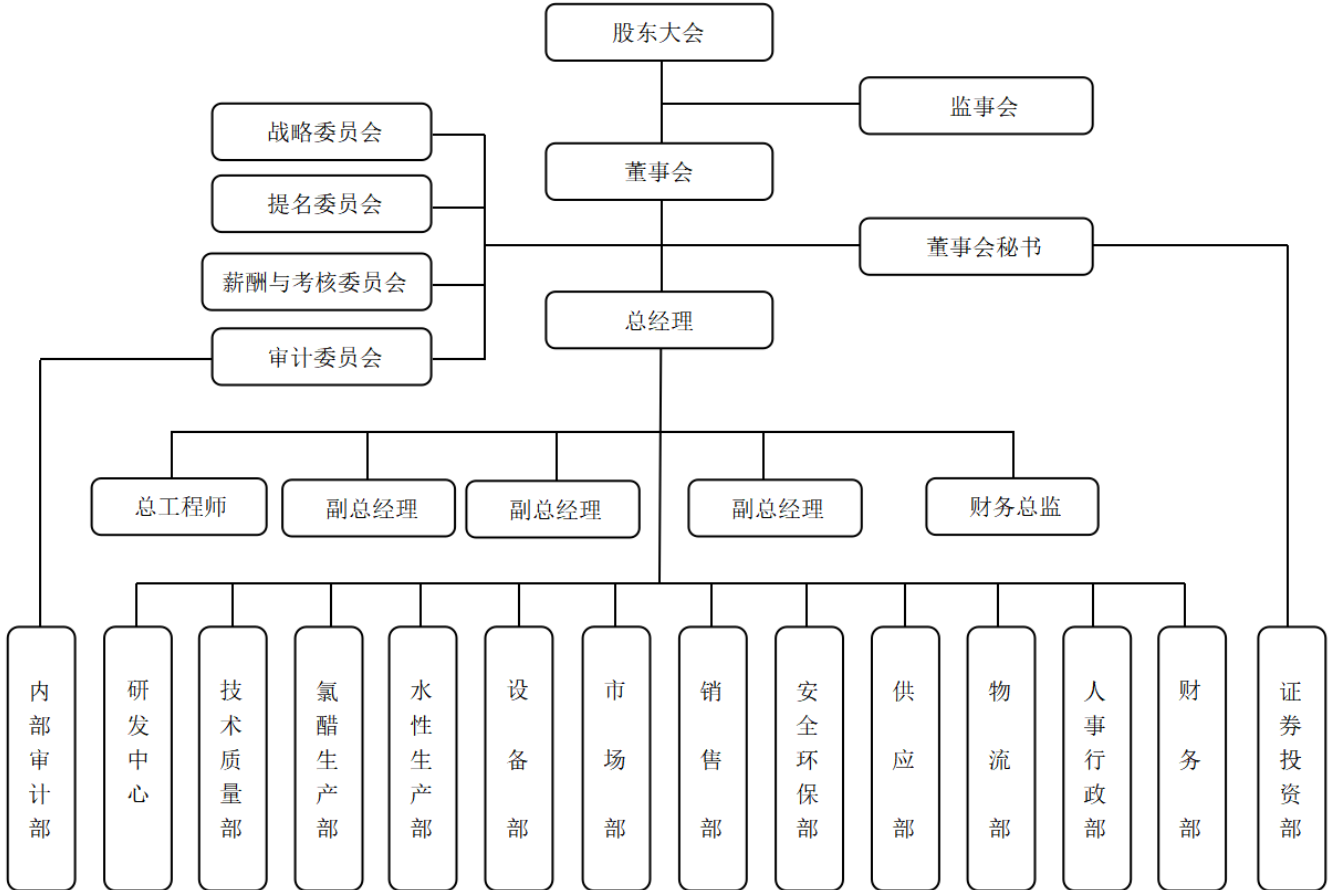 股东大会
监事会
战略委员会
董事会
提名委员会
董事会秘书
薪酬与考核委员会
总经理
审计委员会
总工程师
副总经理
副总经理
副总经理
财务总监
内部审计部
研发中心
技术质量部
氯醋生产部
水性生产部
设备部
市场部
销售部
安全环保部
供应部
物流部
人事行政部
财务部
证券投资部